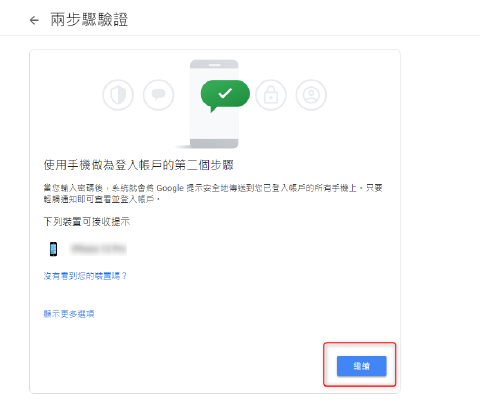 兩步驟驗證
使用手機做為登入帳戶的第二個步驟
當您輸入密碼後，系統就會將 Google 提示安全地傳送到您已登入帳戶的所有手機上。只要
輕觸通知即可查看並登入帳戶。
下列裝置可接收提示
沒有看到您的裝置嗎？
顯示更多選項
繼續